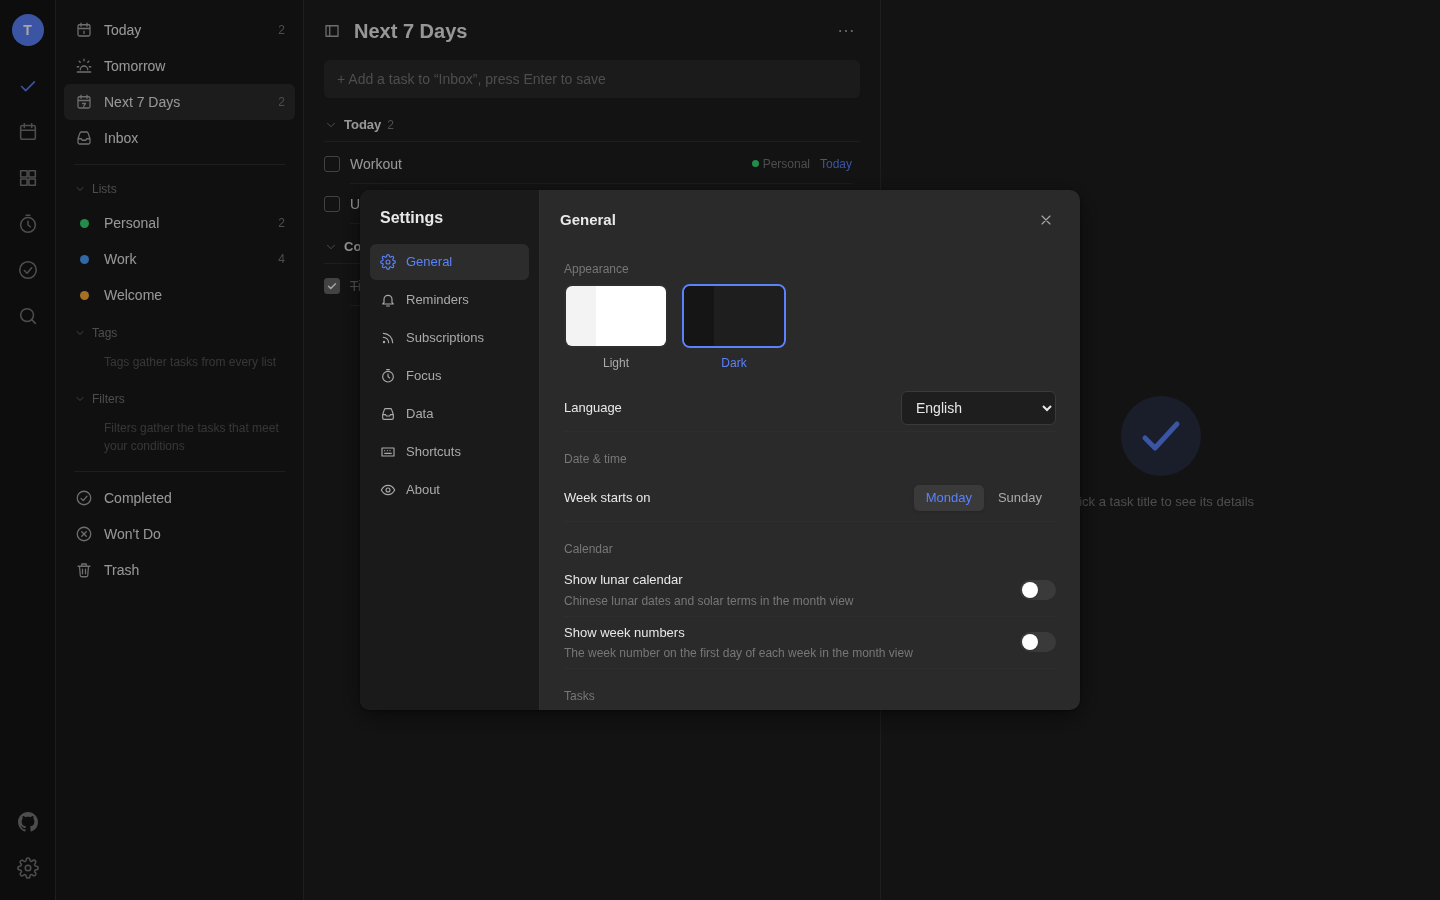 T
Today 2
Tomorrow
Next 7 Days 2
Inbox
Lists
Personal 2
Work 4
Welcome
Tags
Tags gather tasks from every list
Filters
Filters gather the tasks that meet
your conditions
Completed
Won't Do
Trash
Next 7 Days
+ Add a task to “Inbox”, press Enter to save
Today 2
Workout Personal Today
Settings
General
Reminders
Subscriptions
Focus
Data
Shortcuts
About
General
Appearance
Light
Dark
Language English
Date & time
Week starts on Monday Sunday
Calendar
Show lunar calendar
Chinese lunar dates and solar terms in the month view
Show week numbers
The week number on the first day of each week in the month view
Tasks
a task title to see its details